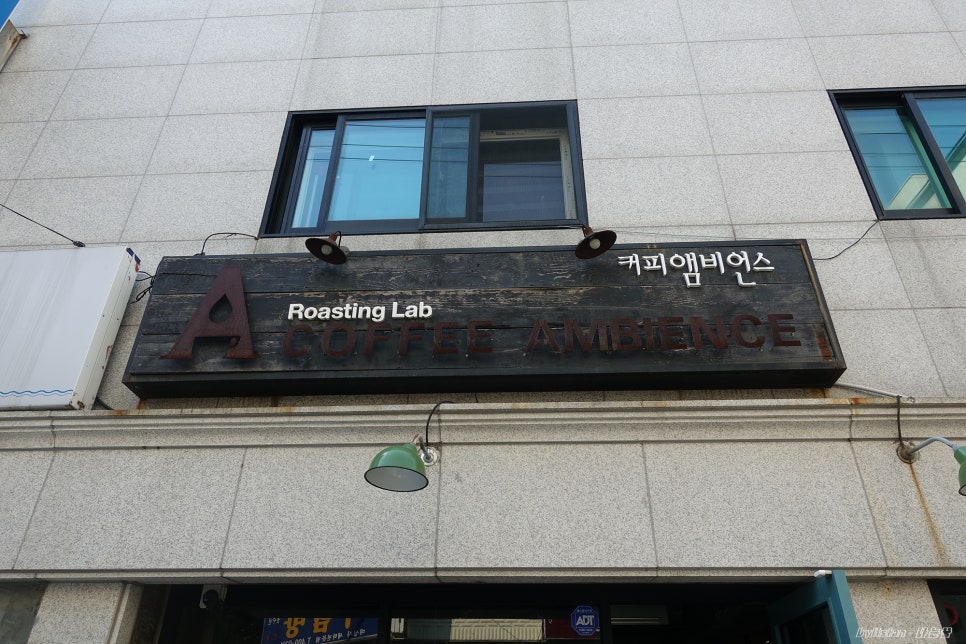 커피앰비언스
A
Roasting Lab
COFFEE AMBIENCE
ADT